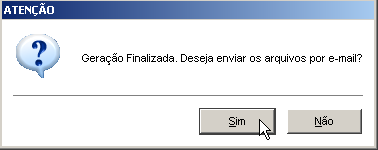 ATENÇÃO
Geração Finalizada. Deseja enviar os arquivos por e-mail?
Sim
Não